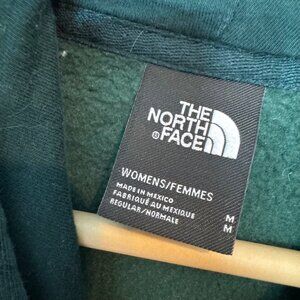 THE
NORTH
®FACE
WOMENS/FEMMES
MADE IN MEXICO
FABRIQUÉ AU MEXIQUE
REGULAR/NORMALE
M
M